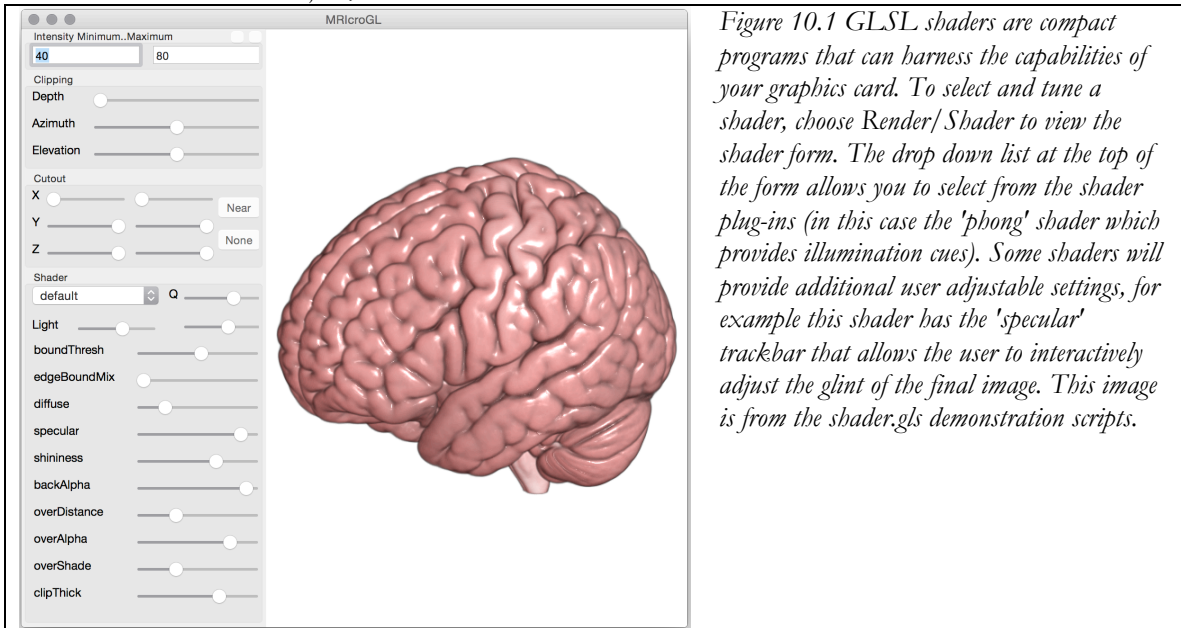 MRIcroGL
Intensity Minimum..Maximum
40 80
Clipping
Depth
Azimuth
Elevation
Cutout
X
Near
Y
None
Z
Shader
default Q
Light
boundThresh
edgeBoundMix
diffuse
specular
shininess
backAlpha
overDistance
overAlpha
overShade
clipThick
Figure 10.1 GLSL shaders are compact
programs that can harness the capabilities of
your graphics card. To select and tune a
shader, choose Render/Shader to view the
shader form. The drop down list at the top of
the form allows you to select from the shader
plug-ins (in this case the 'phong' shader which
provides illumination cues). Some shaders will
provide additional user adjustable settings, for
example this shader has the 'specular'
trackbar that allows the user to interactively
adjust the glint of the final image. This image
is from the shader.gls demonstration scripts.